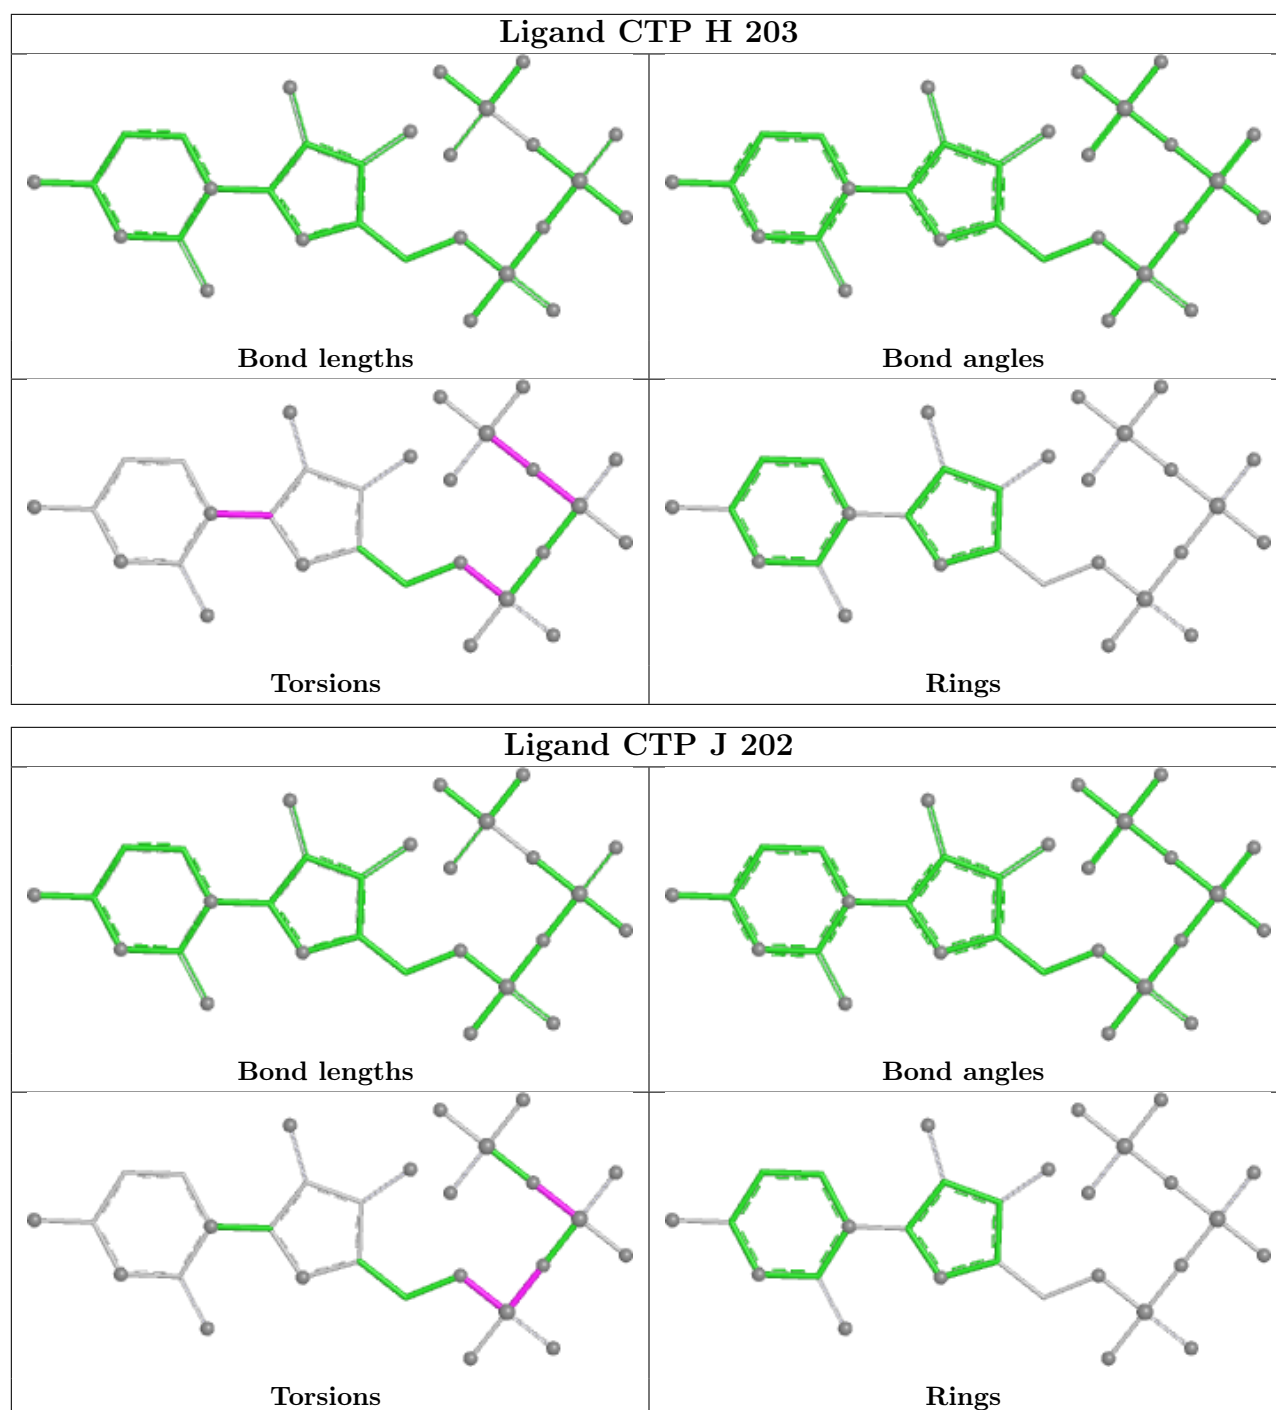 Ligand CTP H 203
Bond lengths
Bond angles
Torsions
Rings
Ligand CTP J 202
Bond lengths
Bond angles
Torsions
Rings